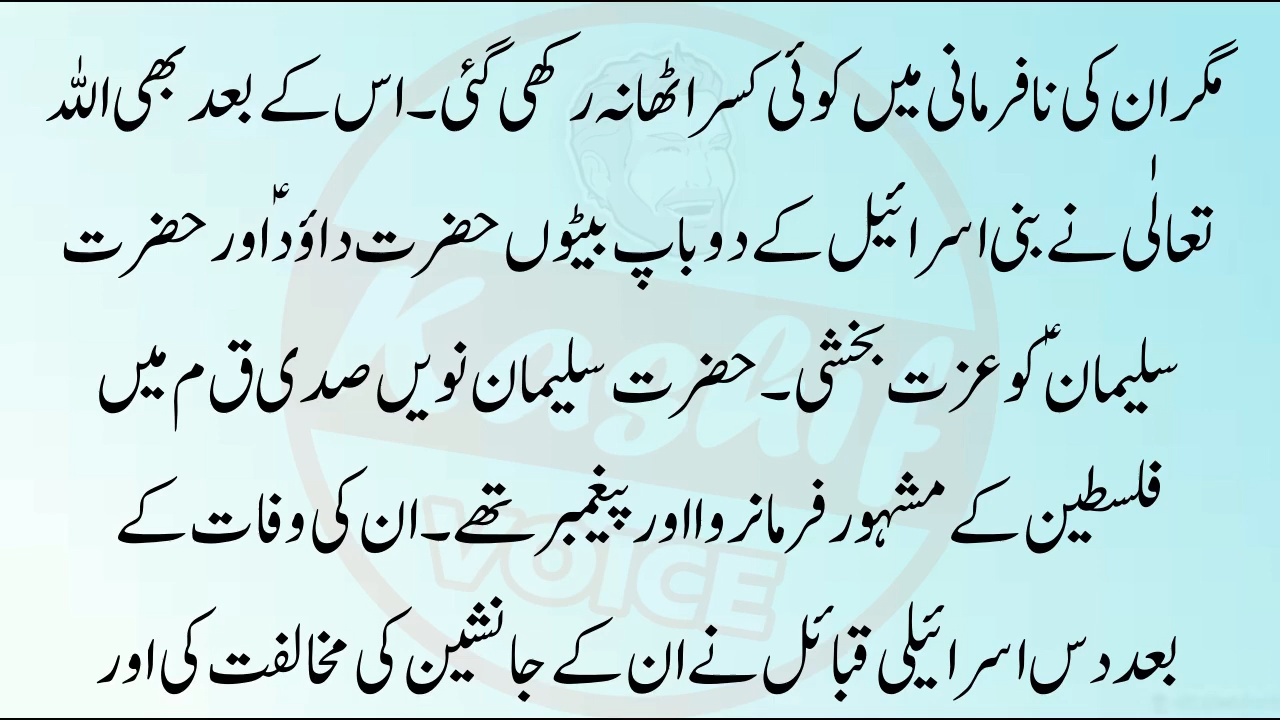 مگر ان کی نافرمانی میں کوئی کسر اٹھا نہ رکھی گئی۔ اس کے بعد بھی اللہ
تعالٰی نے بنی اسرائیل کے دو باپ بیٹوں حضرت داؤدؑ اور حضرت
سلیمانؑ کو عزت بخشی۔ حضرت سلیمان نویں صدی ق م میں
فلسطین کے مشہور فرمانروا اور پیغمبر تھے۔ ان کی وفات کے
بعد دس اسرائیلی قبائل نے ان کے جانشین کی مخالفت کی اور
Kashif
VOICE